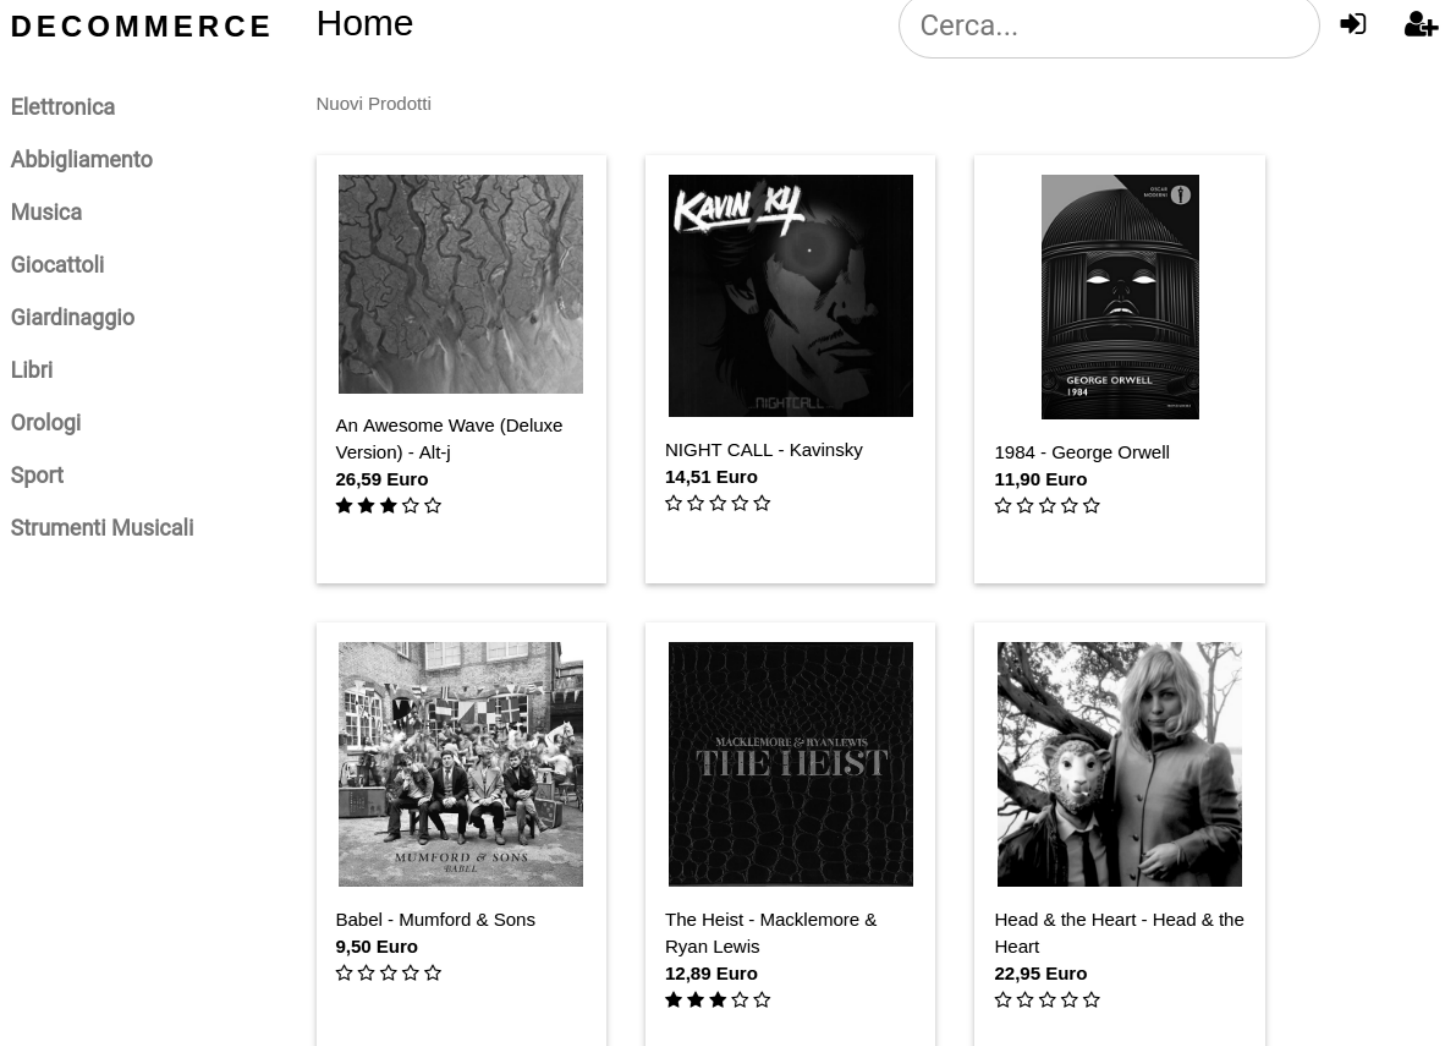 DECOMMERCE
Home
Cerca...
Elettronica
Abbigliamento
Musica
Giocattoli
Giardinaggio
Libri
Orologi
Sport
Strumenti Musicali
Nuovi Prodotti
An Awesome Wave (Deluxe
Version) - Alt-j
26,59 Euro
KAVINSKY
NIGHTCALL
NIGHT CALL - Kavinsky
14,51 Euro
OSCAR
MODERNI
GEORGE ORWELL
1984
MONDADORI
1984 - George Orwell
11,90 Euro
MUMFORD & SONS
BABEL
Babel - Mumford & Sons
9,50 Euro
MACKLEMORE & RYAN LEWIS
THE HEIST
The Heist - Macklemore &
Ryan Lewis
12,89 Euro
Head & the Heart - Head & the
Heart
22,95 Euro